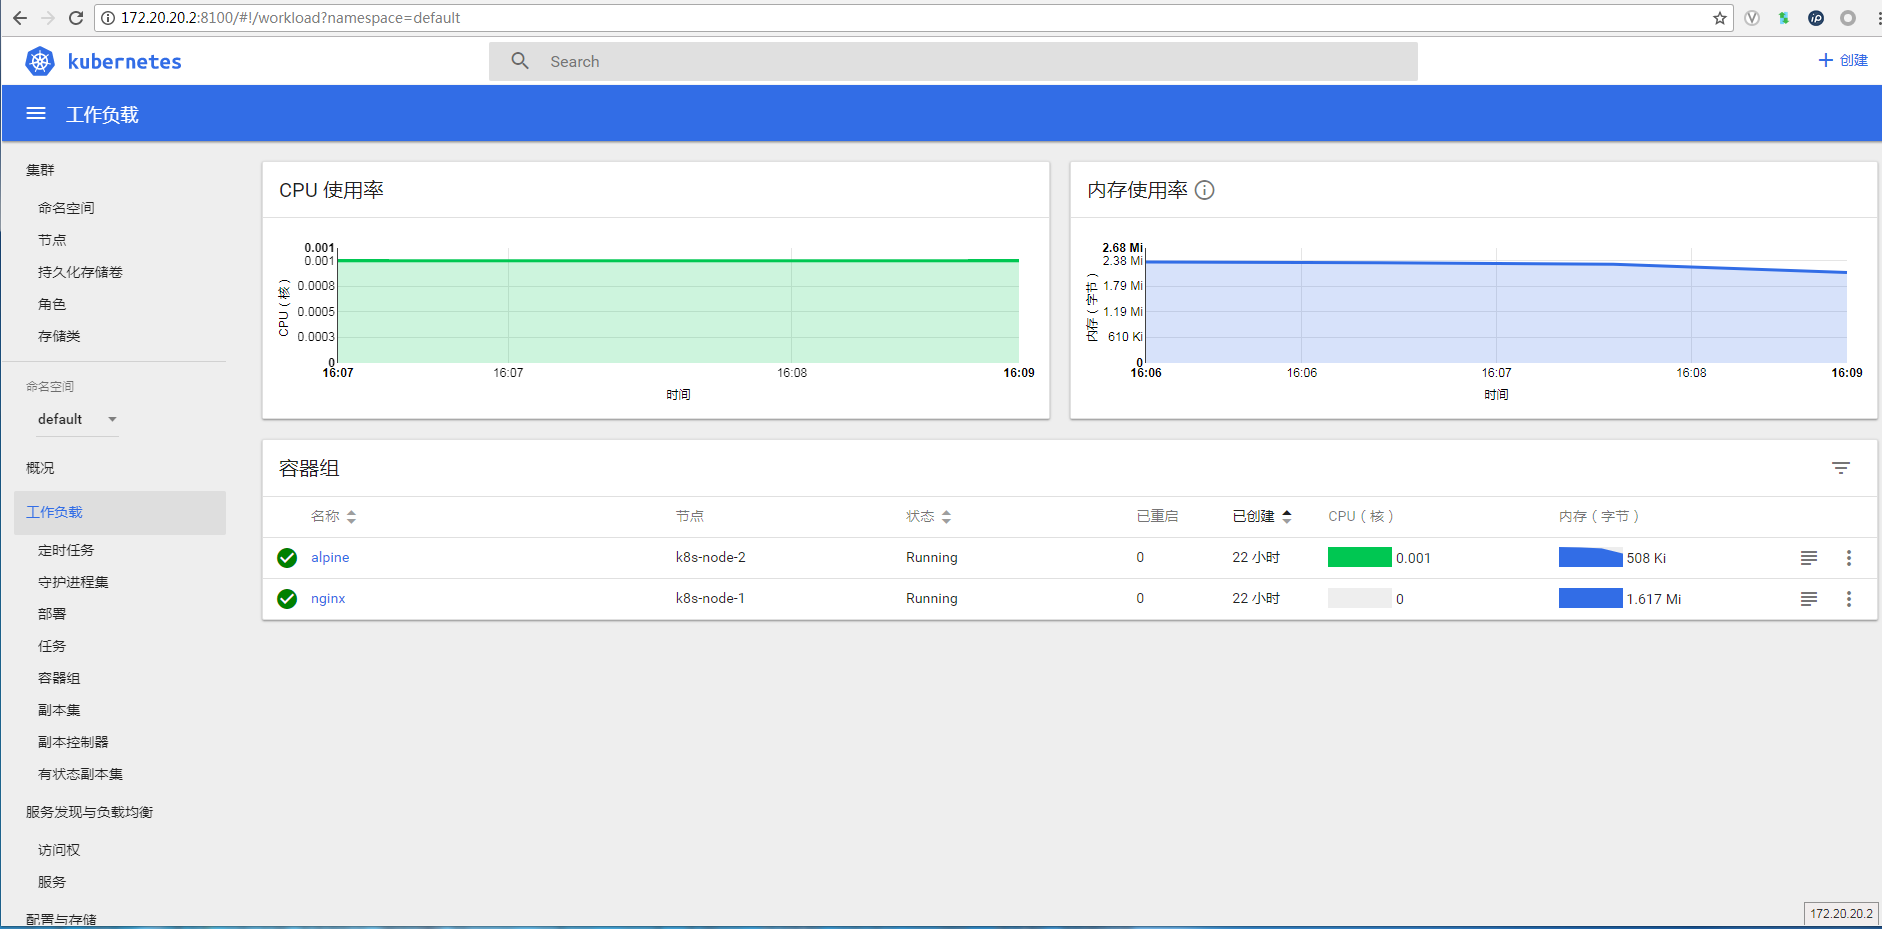 172.20.20.2:8100/#!/workload?namespace=default
kubernetes
Search
创建
工作负载
集群
命名空间
节点
持久化存储卷
角色
存储类
命名空间
default
概况
工作负载
定时任务
守护进程集
部署
任务
容器组
副本集
副本控制器
有状态副本集
服务发现与负载均衡
访问权
服务
配置与存储
CPU 使用率
CPU（核）
0.001
0.001
0.0008
0.0005
0.0003
0
16:07 16:07 16:08 16:09
时间
内存使用率
内存（字节）
2.68 Mi
2.38 Mi
1.79 Mi
1.19 Mi
610 Ki
0
16:06 16:06 16:07 16:08 16:09
时间
容器组
名称 节点 状态 已重启 已创建 CPU（核） 内存（字节）
alpine k8s-node-2 Running 0 22 小时 0.001 508 Ki
nginx k8s-node-1 Running 0 22 小时 0 1.617 Mi
172.20.20.2